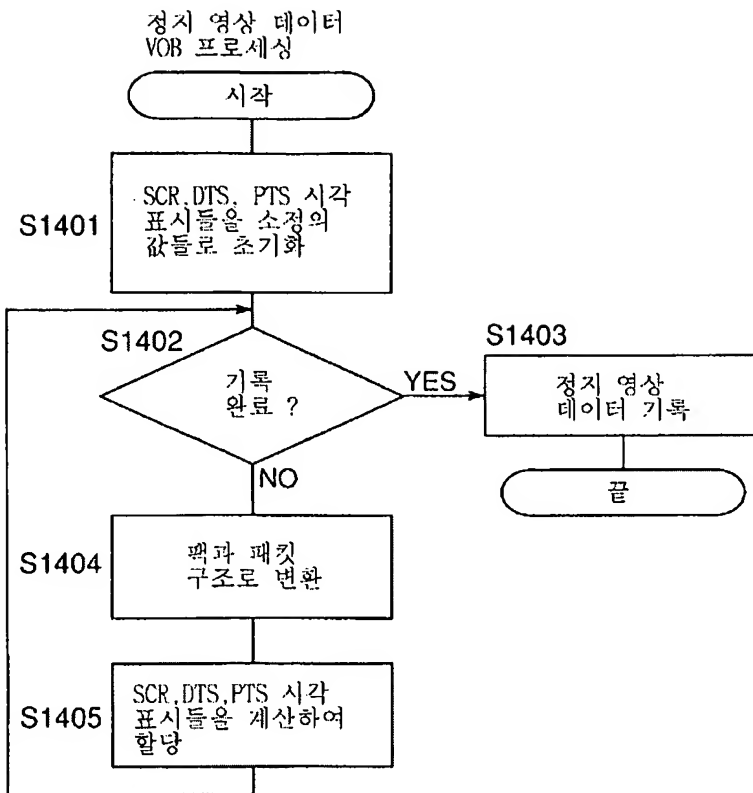 정지 영상 데이터
VOB 프로세싱
시작
S1401
SCR,DTS, PTS 시각
표시들을 소정의
값들로 초기화
S1402
기록
완료 ?
YES
S1403
정지 영상
데이터 기록
끝
NO
S1404
팩과 패킷
구조로 변환
S1405
SCR,DTS,PTS 시각
표시들을 계산하여
할당